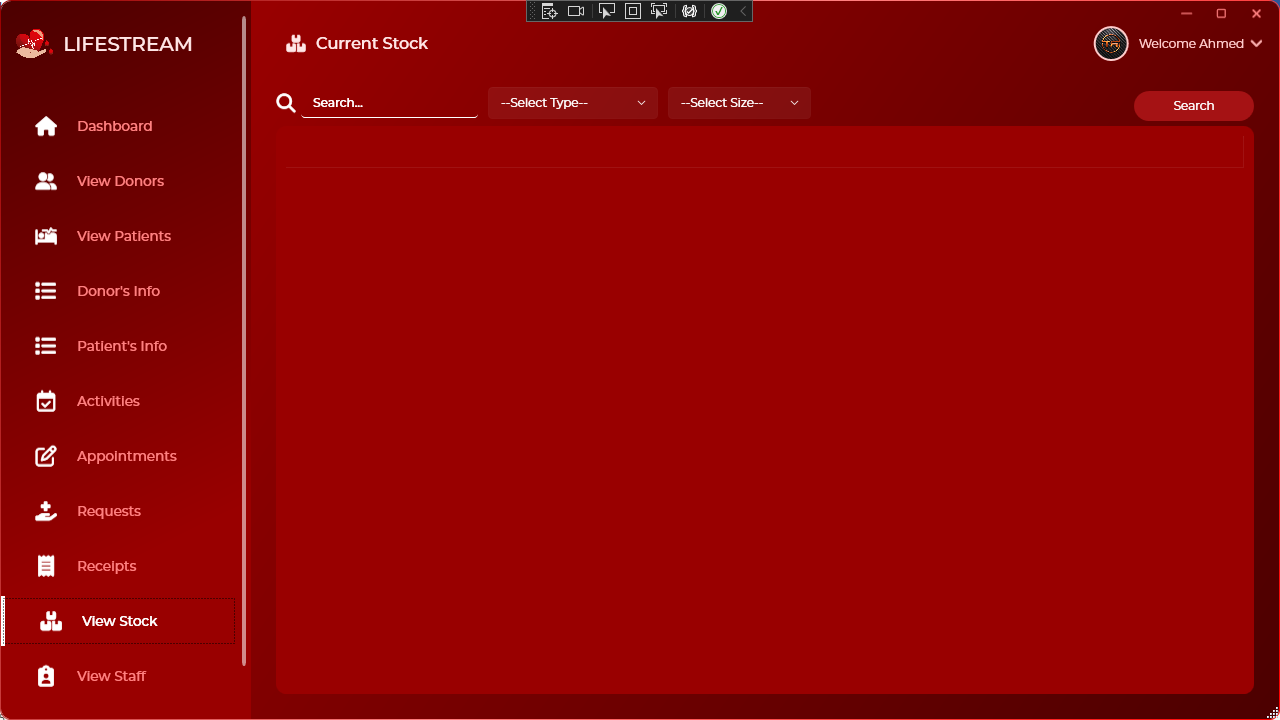 LIFESTREAM
Current Stock
Welcome Ahmed
Search...
--Select Type--
--Select Size--
Search
Dashboard
View Donors
View Patients
Donor's Info
Patient's Info
Activities
Appointments
Requests
Receipts
View Stock
View Staff